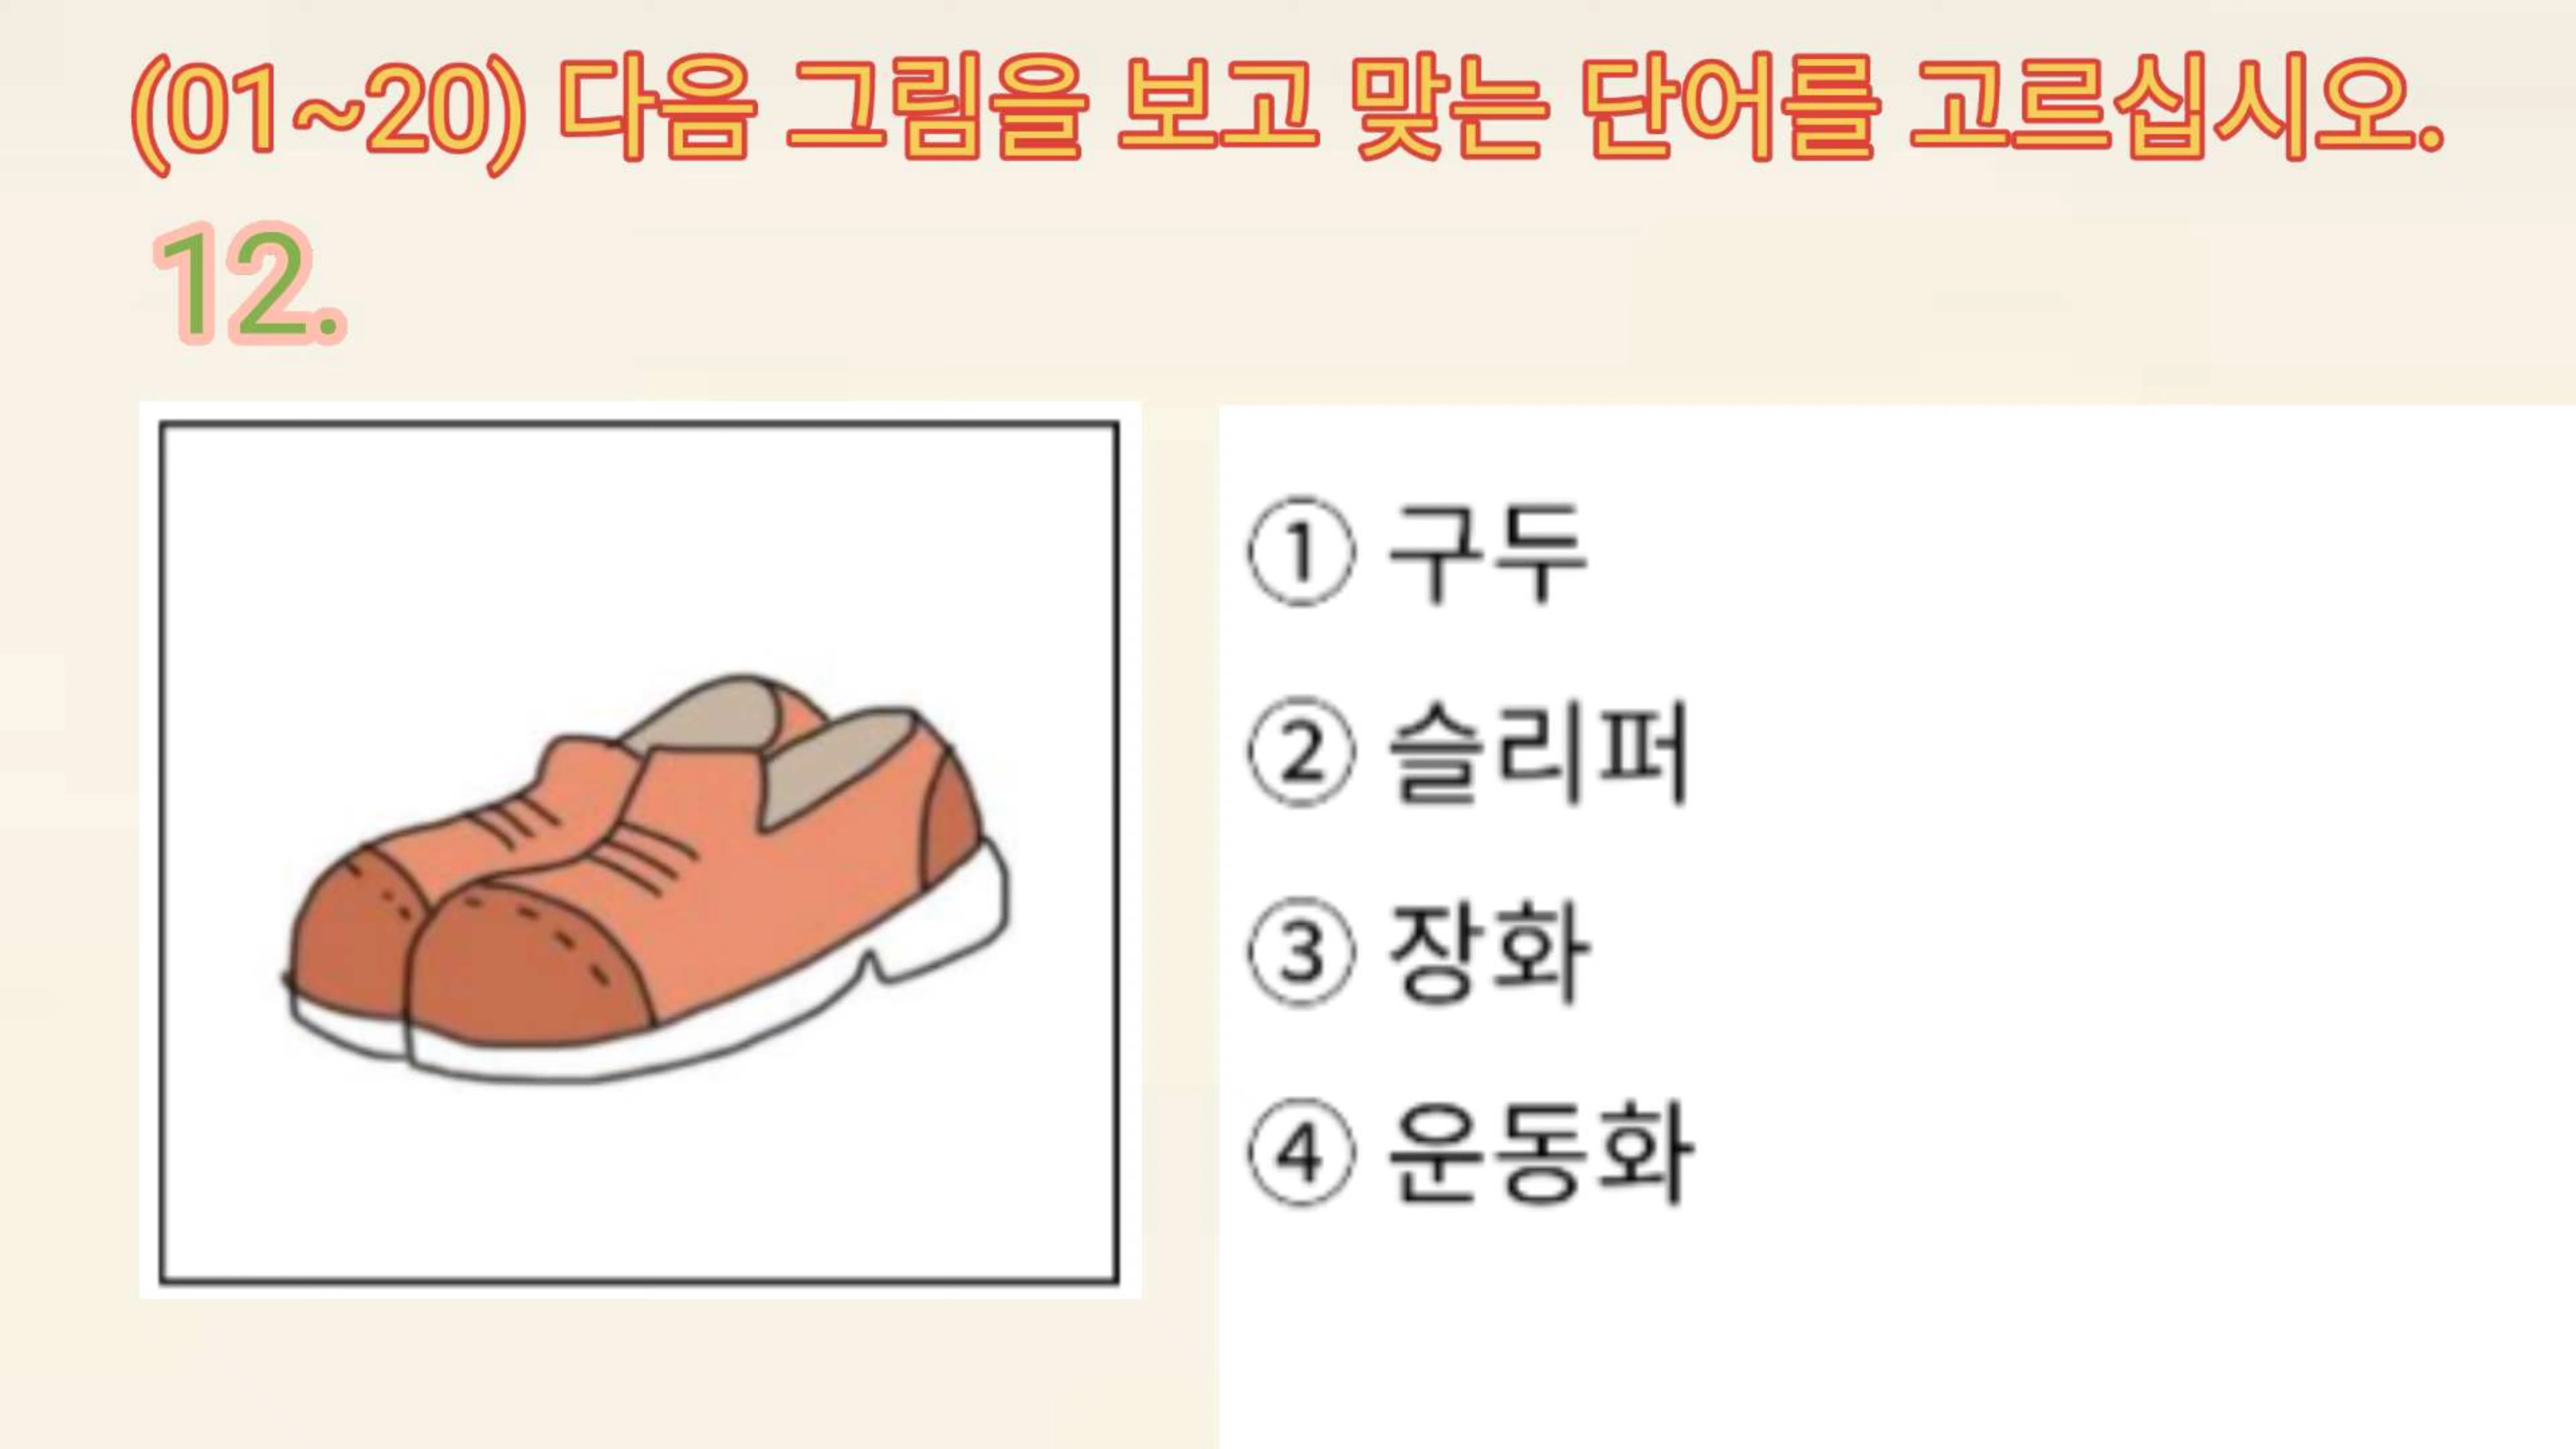 (01~20) 다음 그림을 보고 맞는 단어를 고르십시오.
12.
① 구두
② 슬리퍼
③ 장화
④ 운동화